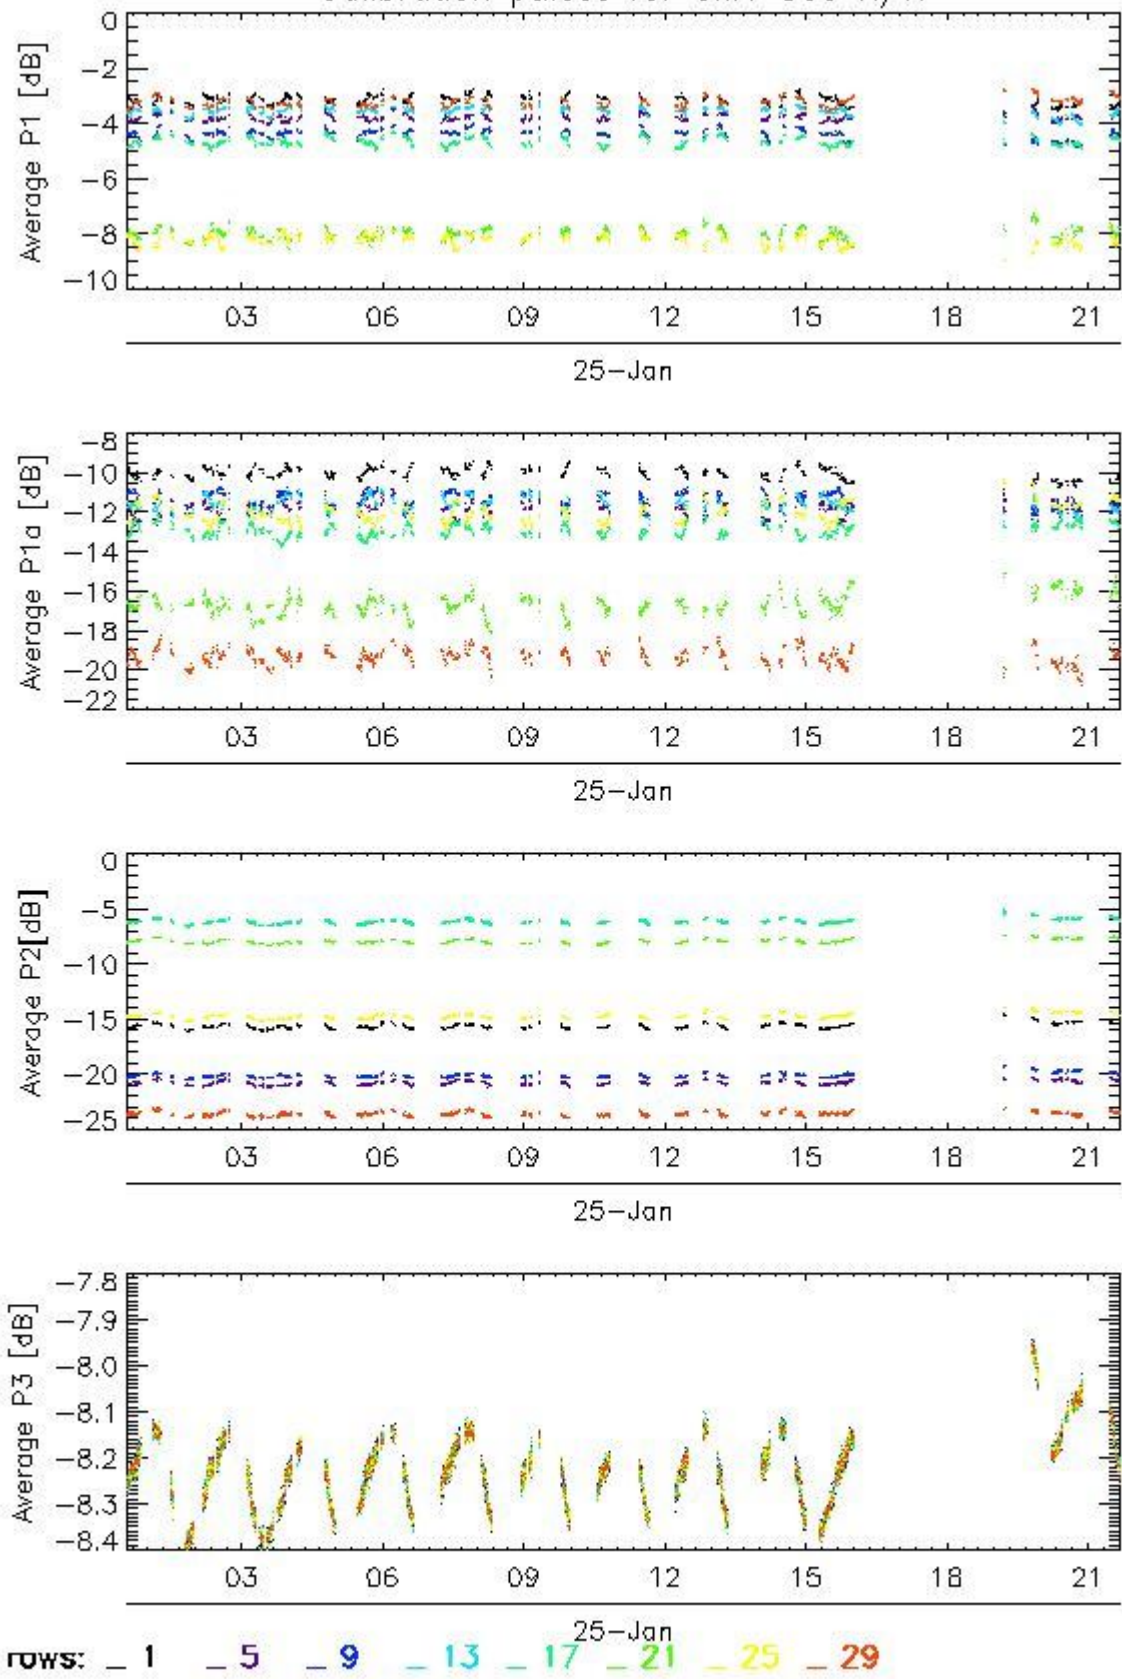 0
-2
-4
-6
-8
-10
Average P1 [dB]
03 06 09 12 15 18 21
25-Jan
-8
-10
-12
-14
-16
-18
-20
-22
Average P1a [dB]
03 06 09 12 15 18 21
25-Jan
0
-5
-10
-15
-20
-25
Average P2[dB]
03 06 09 12 15 18 21
25-Jan
-7.8
-7.9
-8.0
-8.1
-8.2
-8.3
-8.4
Average P3 [dB]
03 06 09 12 15 18 21
25-Jan
rows: _ 1 _ 5 _ 9 _ 13 _ 17 _ 21 _ 25 _ 29